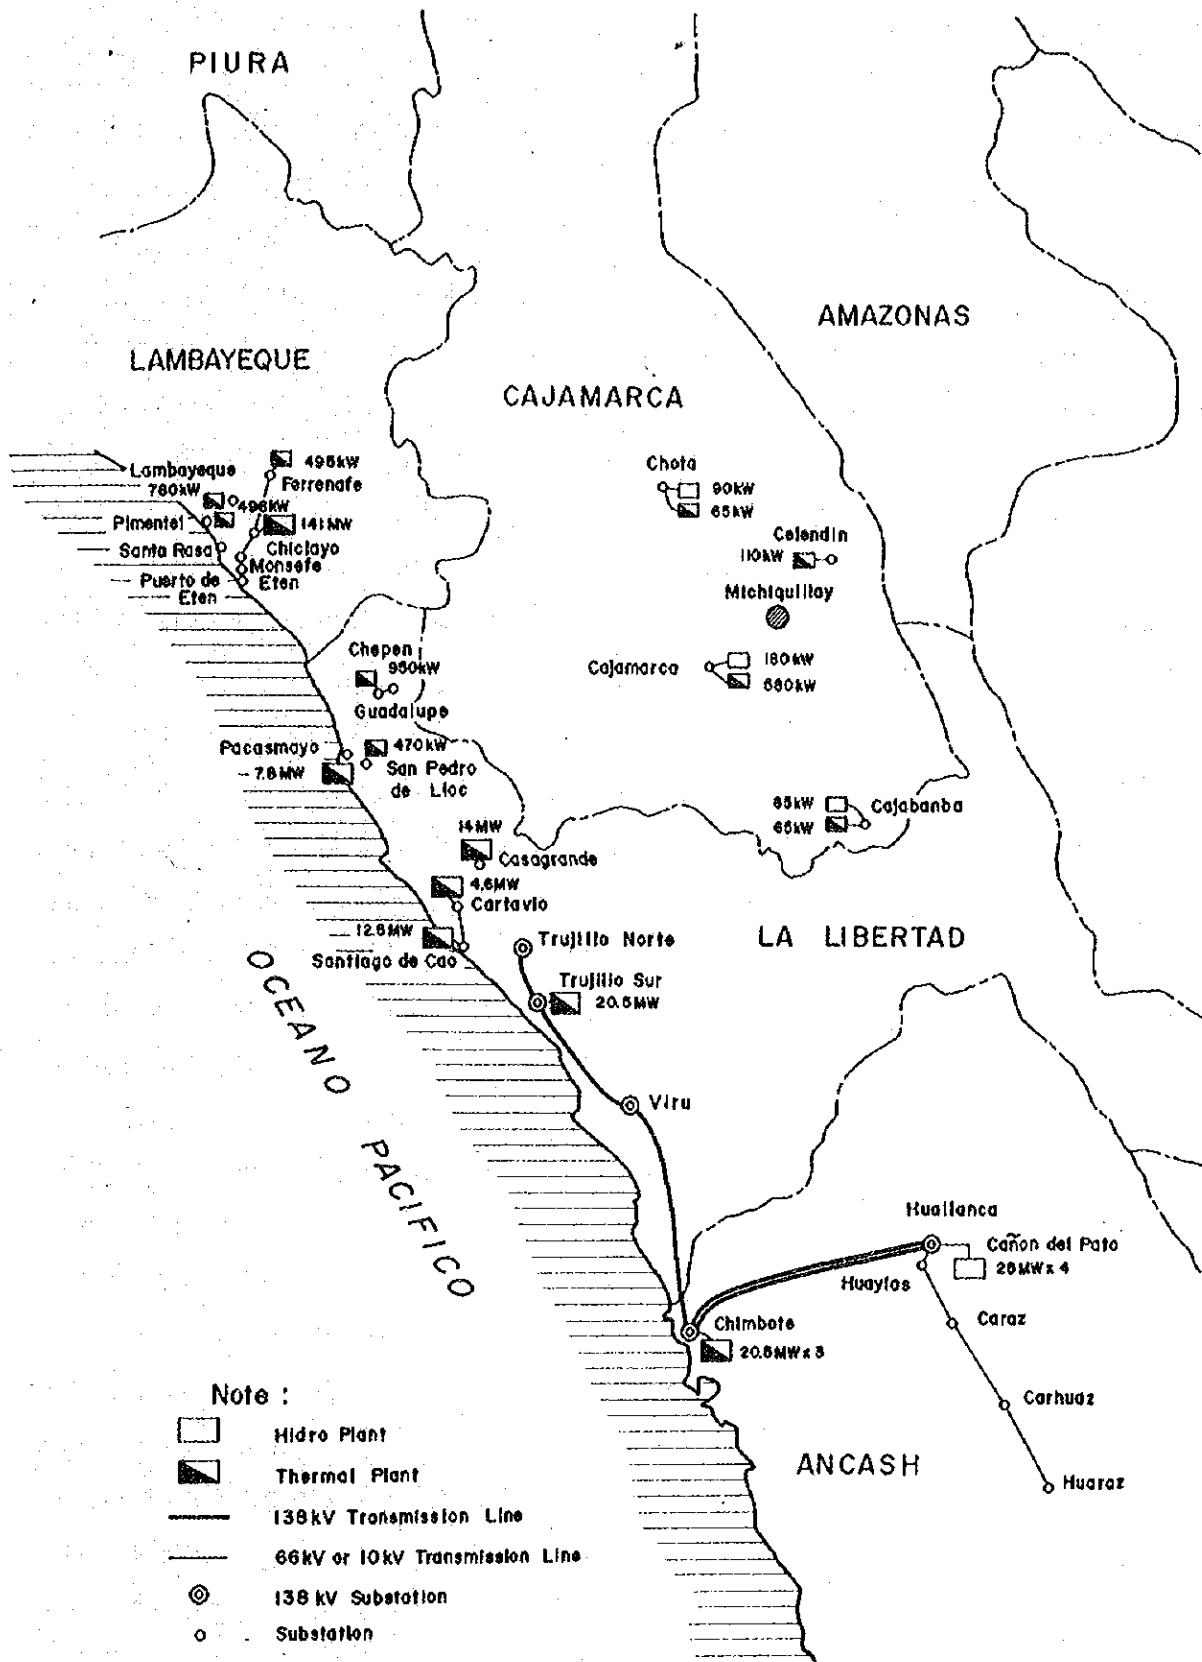 PIURA
AMAZONAS
LAMBAYEQUE
CAJAMARCA
Lambayeque
780kW
495kW
Ferrenafe
496kW
Pimentel
141MW
Santa Rosa
Chiclayo
Monsefe
Puerto de
Eten
Eten
Chota
90kW
65kW
Celendin
110kW
Michiquillay
Chepen
950kW
Guadalupe
Cajamarca
180kW
680kW
Pacasmayo
7.8MW
470kW
San Pedro
de Lloc
85kW
65kW
Cajabanba
14MW
Casagrande
4.6MW
Cartavio
12.5MW
Santiago de Cao
Trujillo Norte
LA LIBERTAD
Trujillo Sur
20.5MW
OCEANO PACIFICO
Viru
Huallanca
Cañon del Pato
25MW x 4
Huaylas
Caraz
Chimbote
20.5MW x 3
Carhuaz
ANCASH
Huaraz
Note :
Hidro Plant
Thermal Plant
138kV Transmission Line
66kV or 10kV Transmission Line
138 kV Substation
Substation